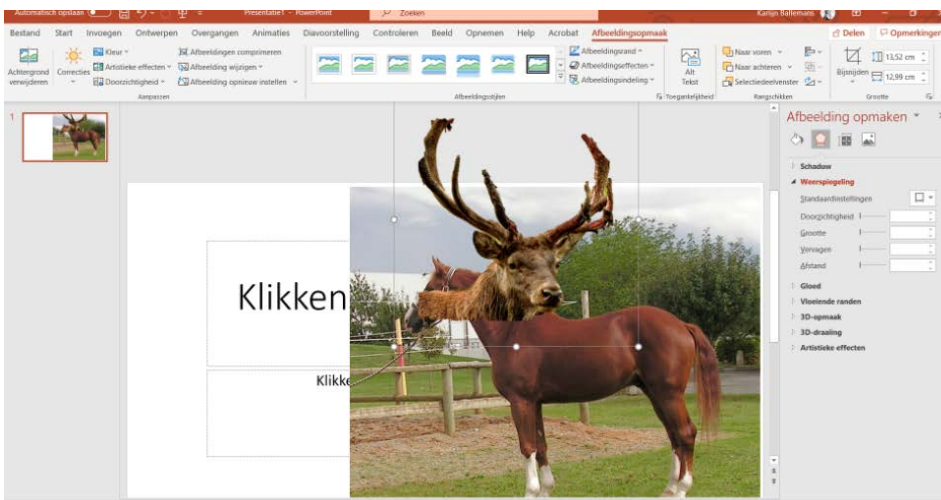 Automatisch opslaan Presentatie1 - PowerPoint Zoeken Karlijn Ballemans
Bestand Start Invoegen Ontwerpen Overgangen Animaties Diavoorstelling Controleren Beeld Opnemen Help Acrobat Afbeeldingsopmaak Delen Opmerkingen
Achtergrond verwijderen
Correcties
Kleur
Artistieke effecten
Doorzichtigheid
Afbeeldingen comprimeren
Afbeelding wijzigen
Afbeelding opnieuw instellen
Aanpassen
Afbeeldingsstijlen
Afbeeldingsrand
Afbeeldingseffecten
Afbeeldingsindeling
Alt
Tekst
Toegankelijkheid
Naar voren
Naar achteren
Selectiedeelvenster
Rangschikken
Bijsnijden
13,52 cm
12,99 cm
Grootte
1
Klikken
Klikke
Afbeelding opmaken
Schaduw
Weerspiegeling
Standaardinstellingen
Doorzichtigheid
Grootte
Vervagen
Afstand
Gloed
Vloeiende randen
3D-opmaak
3D-draaiing
Artistieke effecten